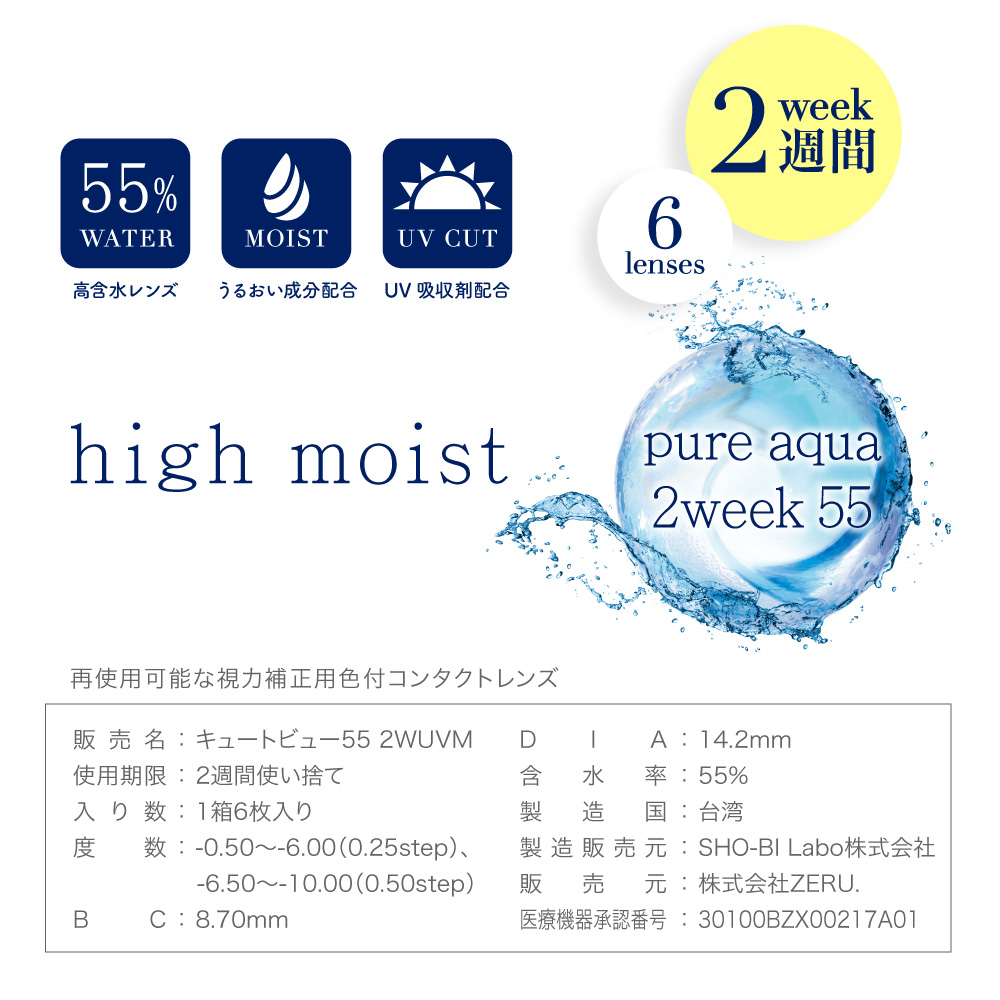 2 week
週間
6
lenses
55%
WATER
高含水レンズ
MOIST
うるおい成分配合
UV CUT
UV 吸収剤配合
high moist
pure aqua
2week 55
再使用可能な視力補正用色付コンタクトレンズ
販売名：キュートビュー55 2WUVM
使用期限：2週間使い捨て
入り数：1箱6枚入り
度数：-0.50〜-6.00（0.25step）、
-6.50〜-10.00（0.50step）
BC：8.70mm
DIA：14.2mm
含水率：55%
製造国：台湾
製造販売元：SHO-BI Labo株式会社
販売元：株式会社ZERU.
医療機器承認番号：30100BZX00217A01